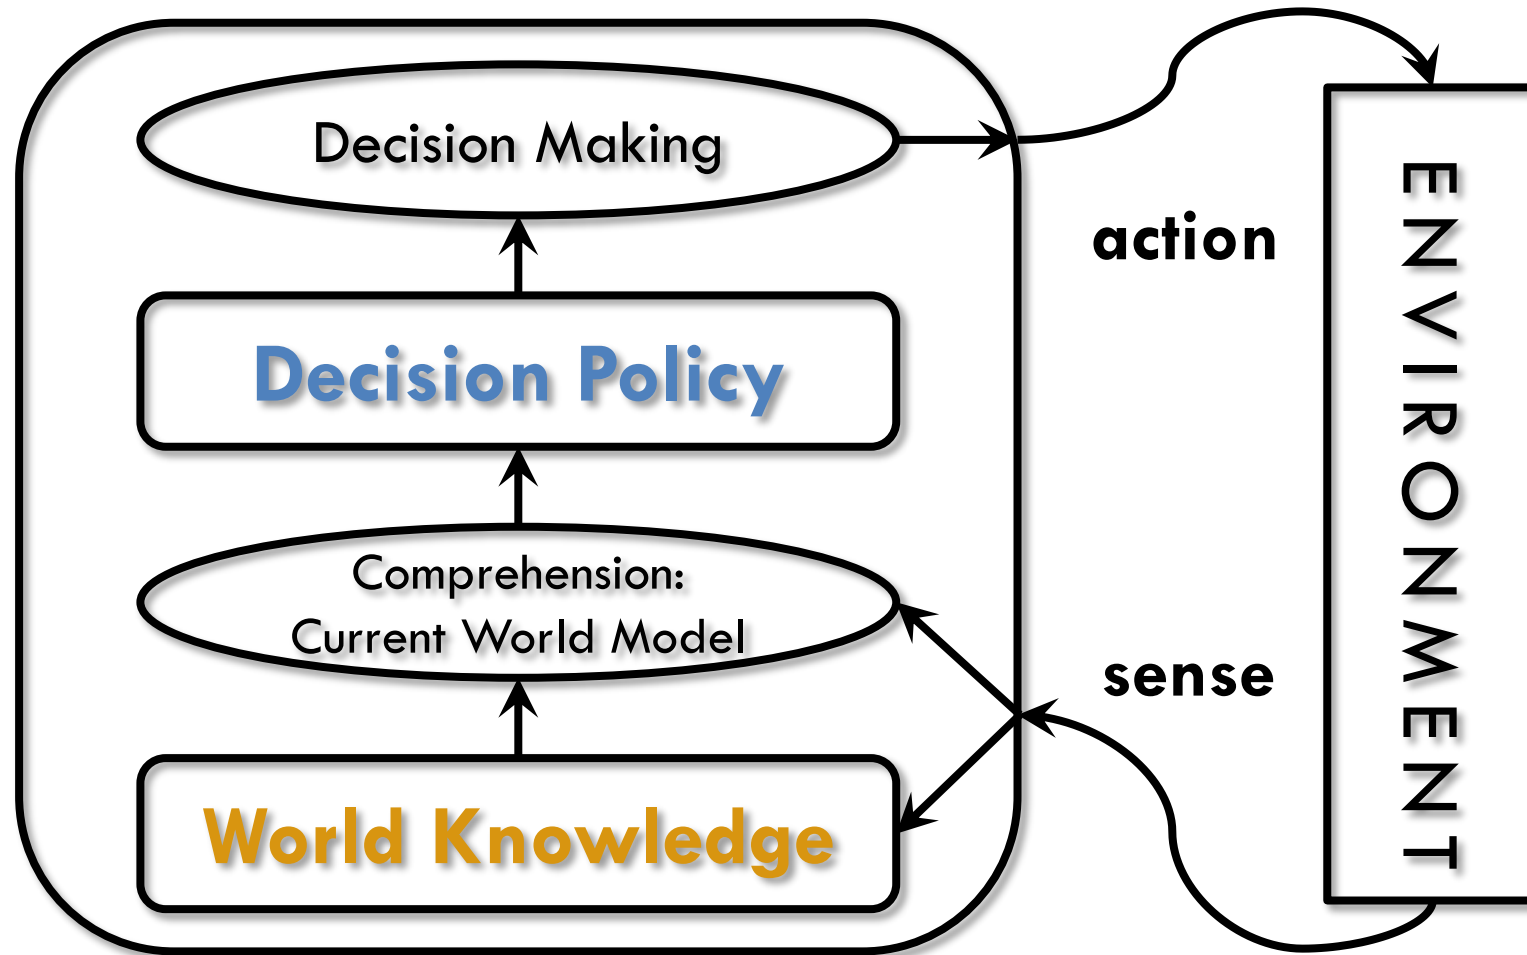 Decision Making
action
Decision Policy
Comprehension:
Current World Model
sense
World Knowledge
ENVIRONMENT